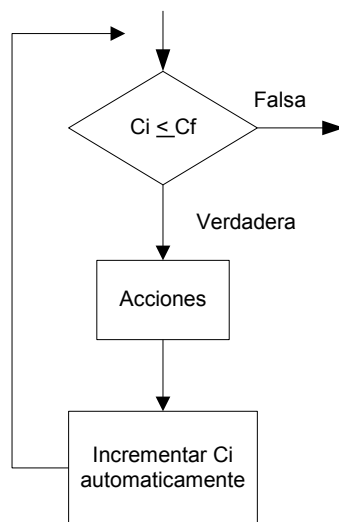 Falsa
Ci < Cf
Verdadera
Acciones
Incrementar Ci
automaticamente